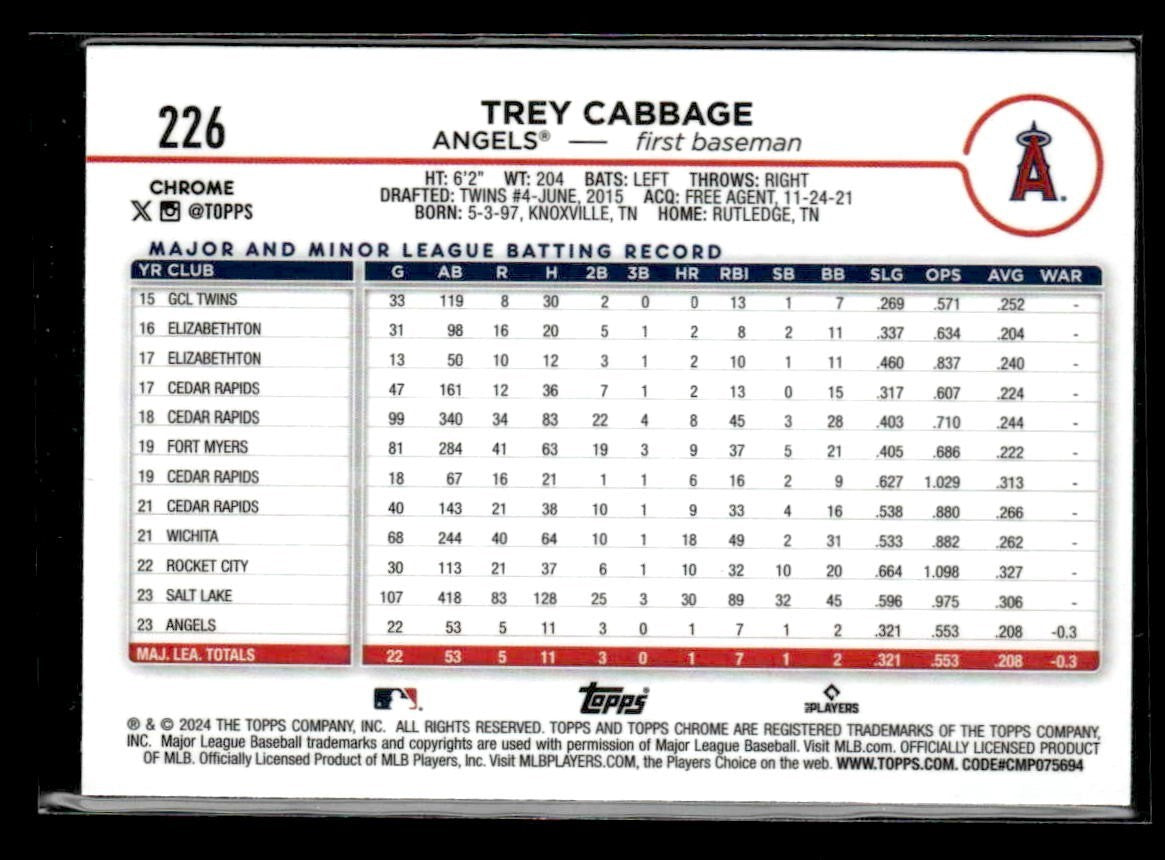 226
TREY CABBAGE
ANGELS® — first baseman
A
HT: 6'2" WT: 204 BATS: LEFT THROWS: RIGHT
DRAFTED: TWINS #4-JUNE, 2015 ACQ: FREE AGENT, 11-24-21
BORN: 5-3-97, KNOXVILLE, TN HOME: RUTLEDGE, TN
CHROME
X @TOPPS
MAJOR AND MINOR LEAGUE BATTING RECORD
YR CLUB G AB R H 2B 3B HR RBI SB BB SLG OPS AVG WAR
15 GCL TWINS 33 119 8 30 2 0 0 13 1 7 .269 .571 .252 -
16 ELIZABETHTON 31 98 16 20 5 1 2 8 2 11 .337 .634 .204 -
17 ELIZABETHTON 13 50 10 12 3 1 2 10 1 11 .460 .837 .240 -
17 CEDAR RAPIDS 47 161 12 36 7 1 2 13 0 15 .317 .607 .224 -
18 CEDAR RAPIDS 99 340 34 83 22 4 8 45 3 28 .403 .710 .244 -
19 FORT MYERS 81 284 41 63 19 3 9 37 5 21 .405 .686 .222 -
19 CEDAR RAPIDS 18 67 16 21 1 1 6 16 2 9 .627 1.029 .313 -
21 CEDAR RAPIDS 40 143 21 38 10 1 9 33 4 16 .538 .880 .266 -
21 WICHITA 68 244 40 64 10 1 18 49 2 31 .533 .882 .262 -
22 ROCKET CITY 30 113 21 37 6 1 10 32 10 20 .664 1.098 .327 -
23 SALT LAKE 107 418 83 128 25 3 30 89 32 45 .596 .975 .306 -
23 ANGELS 22 53 5 11 3 0 1 7 1 2 .321 .553 .208 -0.3
MAJ. LEA. TOTALS 22 53 5 11 3 0 1 7 1 2 .321 .553 .208 -0.3
topps®
MLB PLAYERS
® & © 2024 THE TOPPS COMPANY, INC. ALL RIGHTS RESERVED. TOPPS AND TOPPS CHROME ARE REGISTERED TRADEMARKS OF THE TOPPS COMPANY,
INC. Major League Baseball trademarks and copyrights are used with permission of Major League Baseball. Visit MLB.com. OFFICIALLY LICENSED PRODUCT
OF MLB. Officially Licensed Product of MLB Players, Inc. Visit MLBPLAYERS.COM, the Players Choice on the web. WWW.TOPPS.COM. CODE#CMP075694